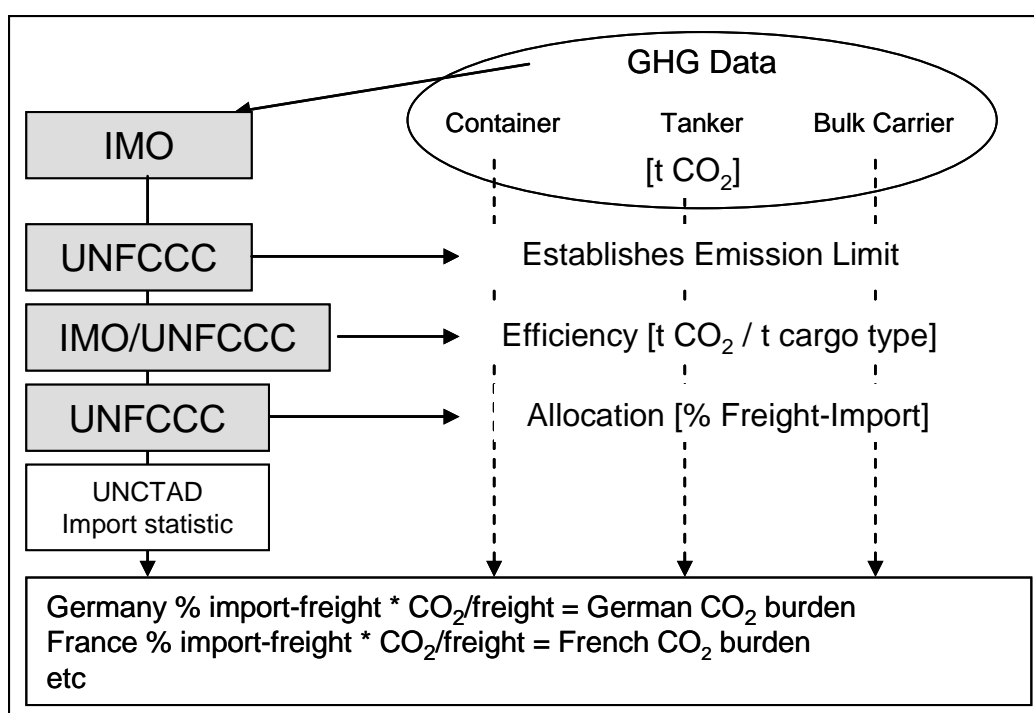 GHG Data
Container Tanker Bulk Carrier
[t CO₂]
IMO
UNFCCC
Establishes Emission Limit
IMO/UNFCCC
Efficiency [t CO₂ / t cargo type]
UNFCCC
Allocation [% Freight-Import]
UNCTAD
Import statistic
Germany % import-freight * CO₂/freight = German CO₂ burden
France % import-freight * CO₂/freight = French CO₂ burden
etc